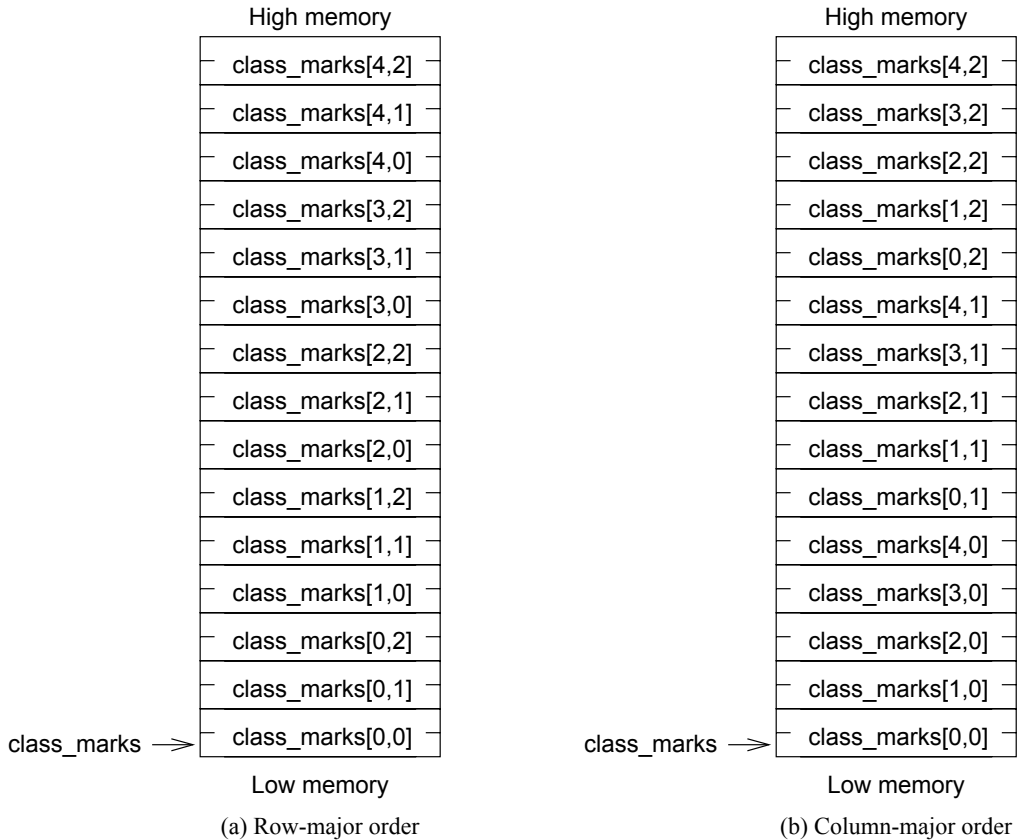 High memory
class_marks[4,2]
class_marks[4,1]
class_marks[4,0]
class_marks[3,2]
class_marks[3,1]
class_marks[3,0]
class_marks[2,2]
class_marks[2,1]
class_marks[2,0]
class_marks[1,2]
class_marks[1,1]
class_marks[1,0]
class_marks[0,2]
class_marks[0,1]
class_marks class_marks[0,0]
Low memory
(a) Row-major order
High memory
class_marks[4,2]
class_marks[3,2]
class_marks[2,2]
class_marks[1,2]
class_marks[0,2]
class_marks[4,1]
class_marks[3,1]
class_marks[2,1]
class_marks[1,1]
class_marks[0,1]
class_marks[4,0]
class_marks[3,0]
class_marks[2,0]
class_marks[1,0]
class_marks class_marks[0,0]
Low memory
(b) Column-major order